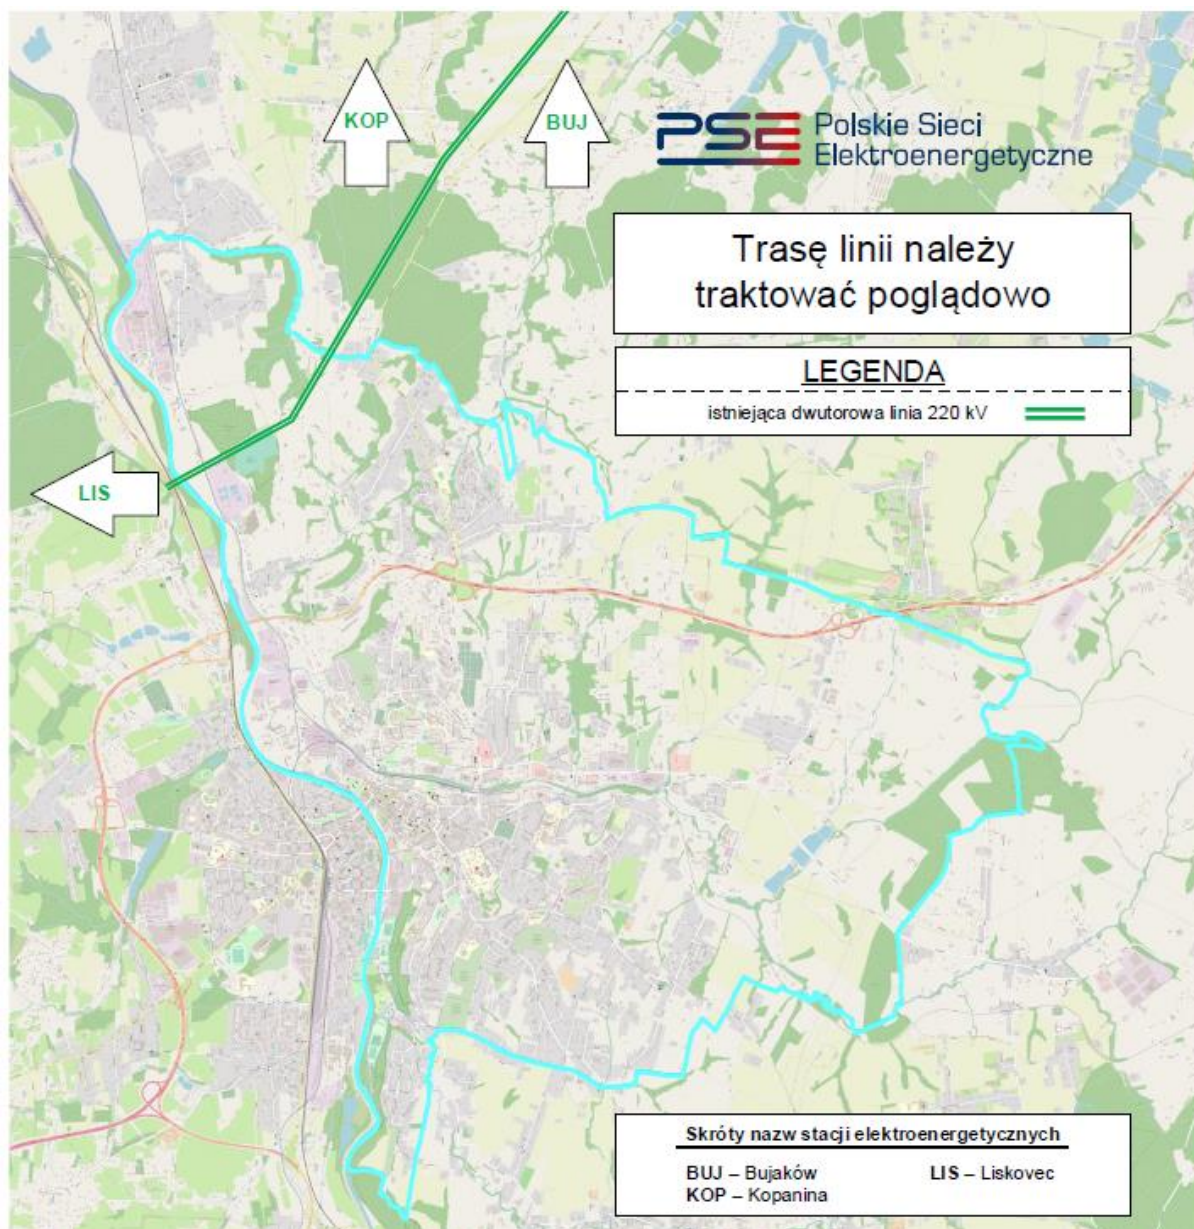 KOP
BUJ
PSE Polskie Sieci
Elektroenergetyczne
Trasę linii należy
traktować poglądowo
LEGENDA
istniejąca dwutorowa linia 220 kV
LIS
Skróty nazw stacji elektroenergetycznych
BUJ – Bujaków
LIS – Liskovec
KOP – Kopanina